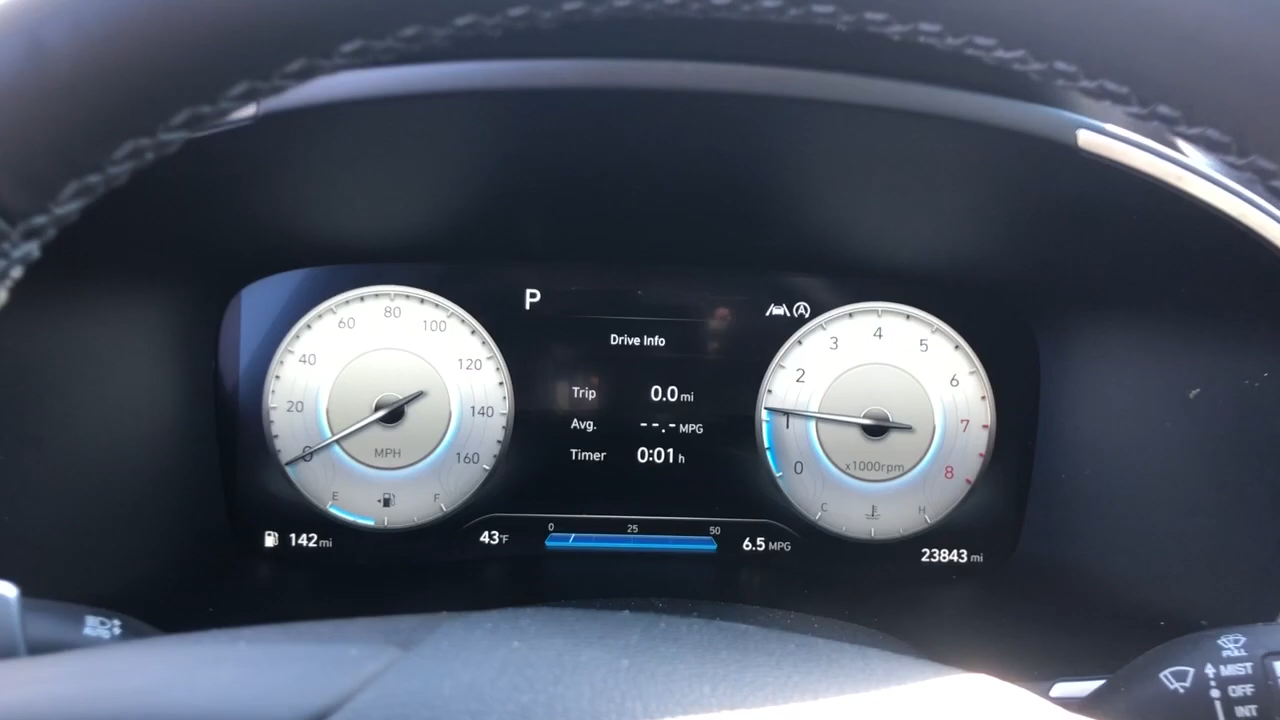 P
Drive Info
Trip 0.0 mi
Avg. --.- MPG
Timer 0:01 h
0 20 40 60 80 100 120 140 160
MPH
E F
142 mi
43°F
0 25 50
6.5 MPG
A
0 1 2 3 4 5 6 7 8
x1000rpm
C H
23843 mi
PULL
MIST
OFF
INT